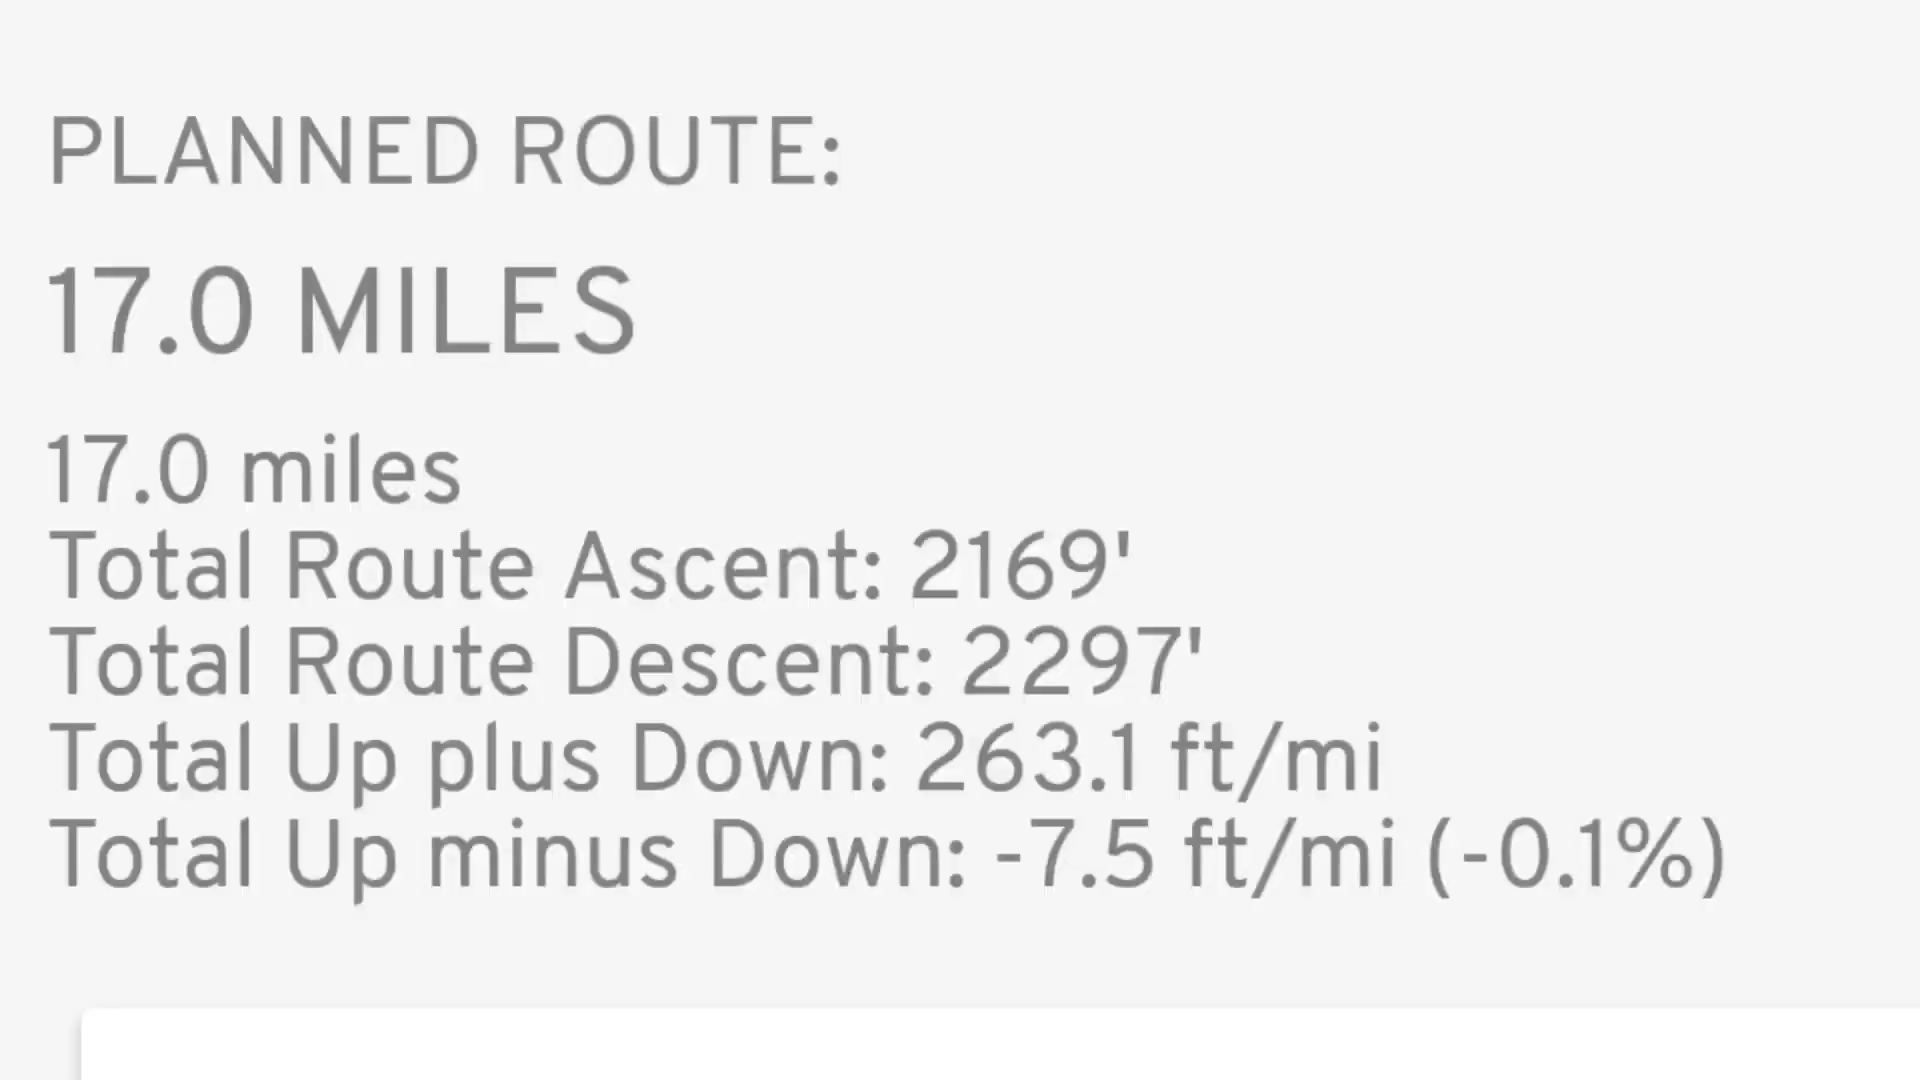 PLANNED ROUTE:
17.0 MILES
17.0 miles
Total Route Ascent: 2169'
Total Route Descent: 2297'
Total Up plus Down: 263.1 ft/mi
Total Up minus Down: -7.5 ft/mi (-0.1%)